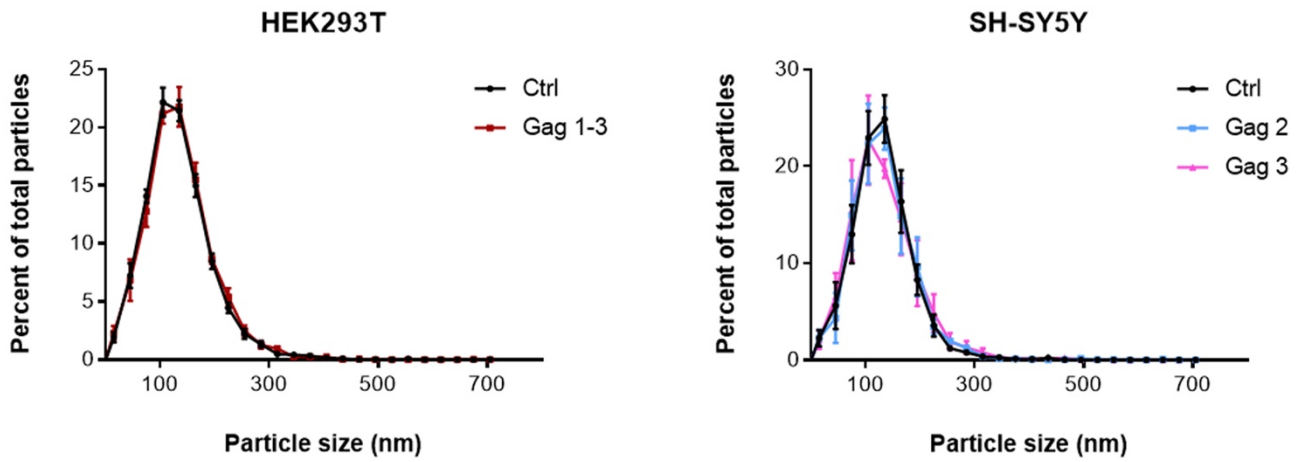 HEK293T
Percent of total particles
25
20
15
10
5
0
100
300
500
700
Particle size (nm)
Ctrl
Gag 1-3
SH-SY5Y
Percent of total particles
30
20
10
0
100
300
500
700
Particle size (nm)
Ctrl
Gag 2
Gag 3